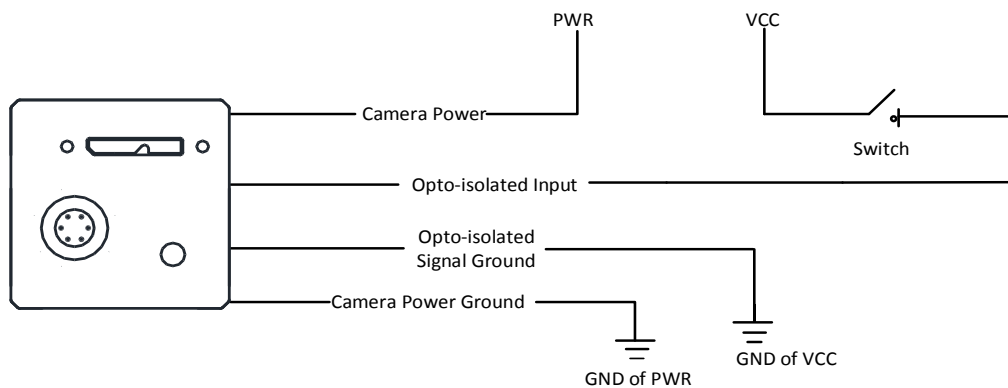 PWR
VCC
Camera Power
Switch
Opto-isolated Input
Opto-isolated
Signal Ground
Camera Power Ground
GND of VCC
GND of PWR